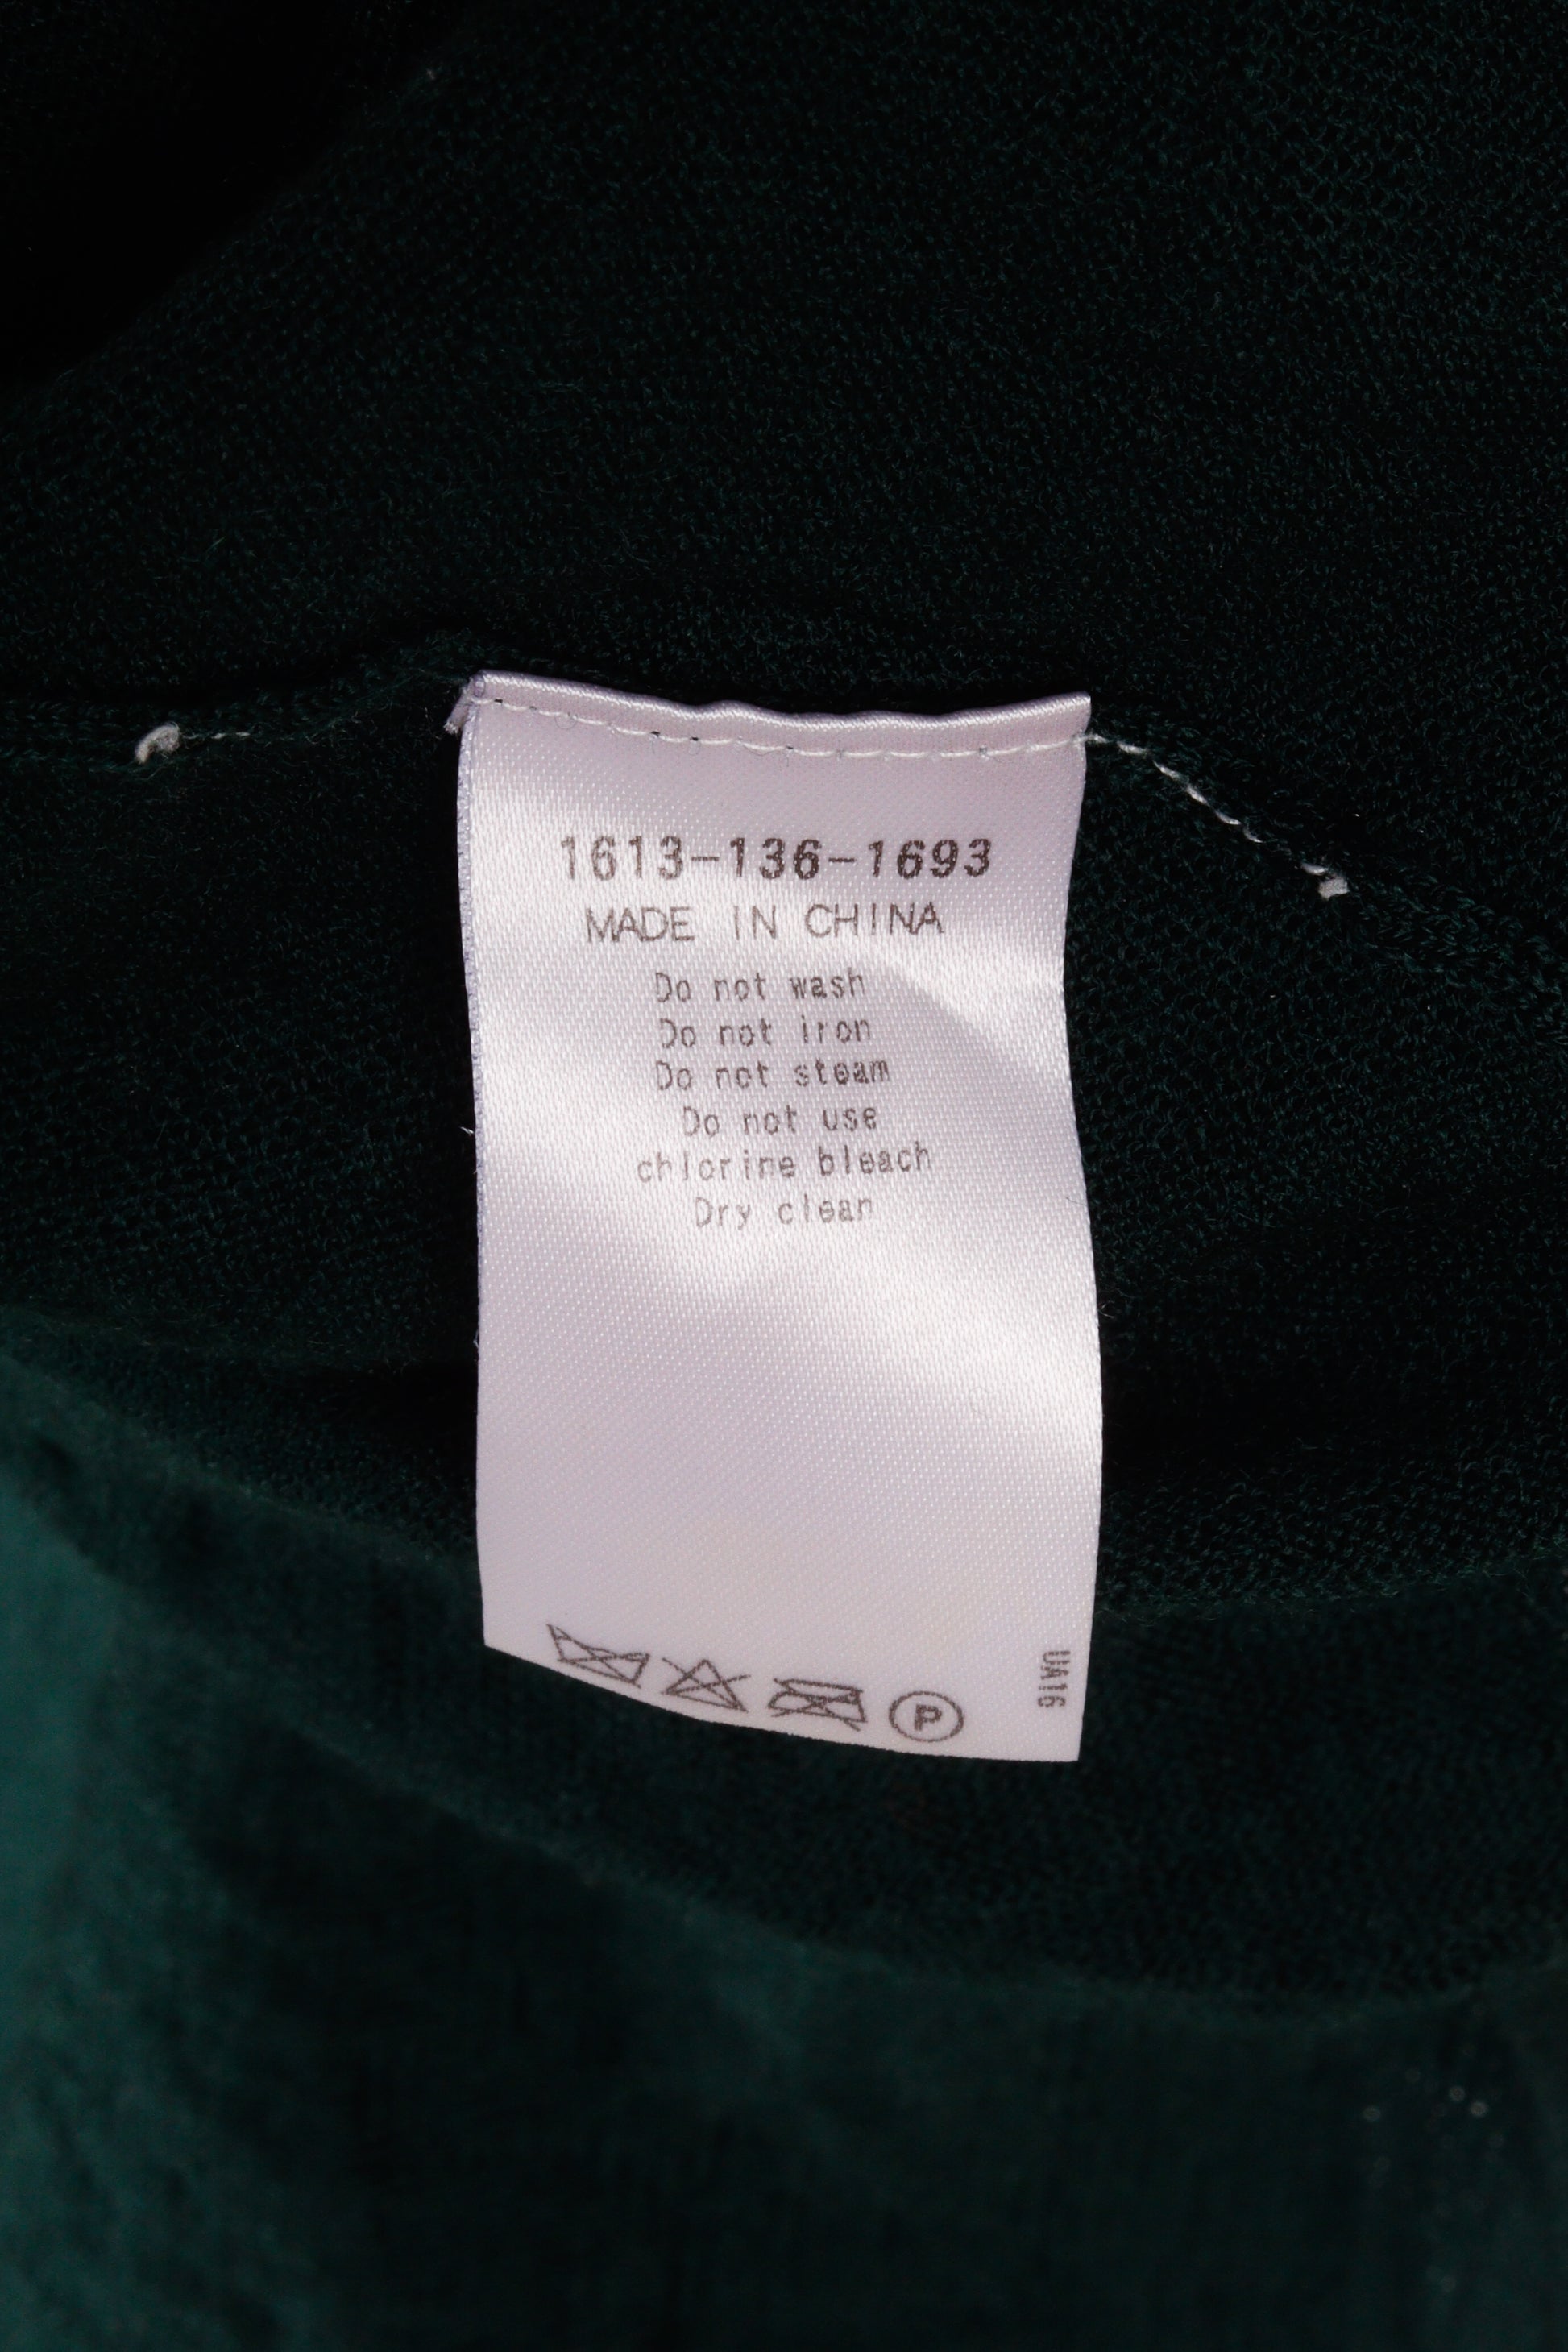 1613-136-1693
MADE IN CHINA
Do not wash
Do not iron
Do not steam
Do not use
chlorine bleach
Dry clean
P
UA16